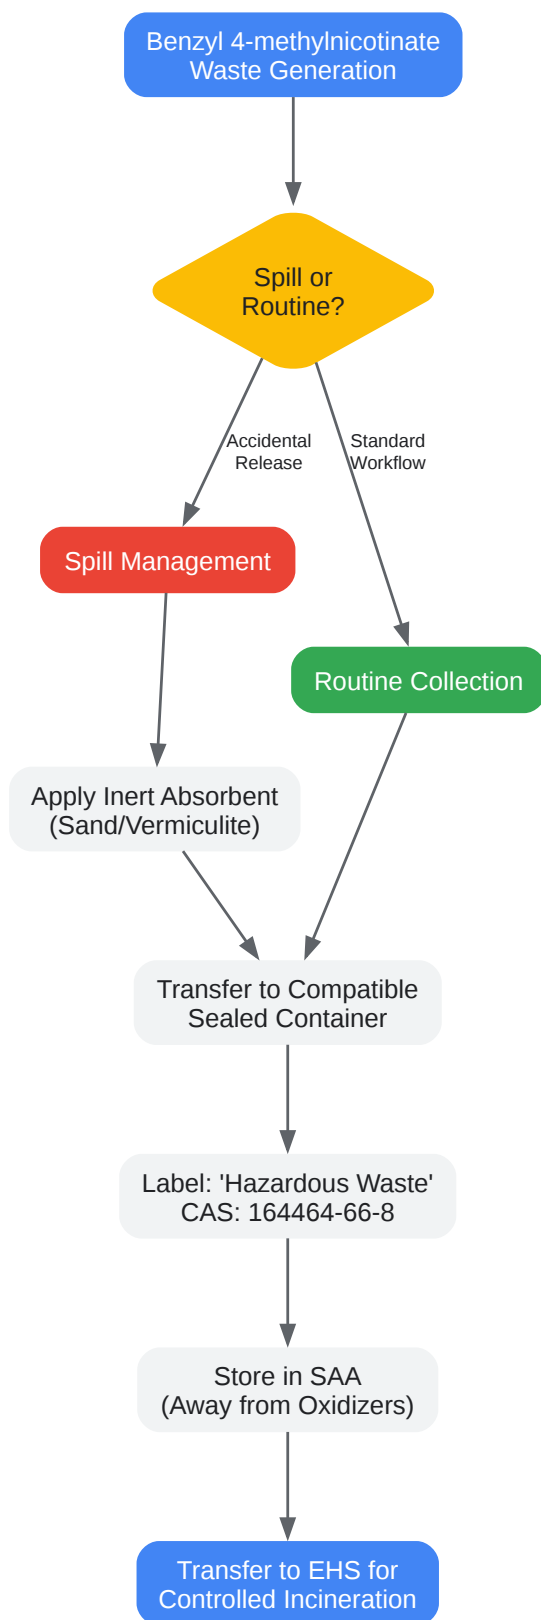 Benzyl 4-methylnicotinate
Waste Generation
Spill or
Routine?
Accidental
Release
Standard
Workflow
Spill Management
Routine Collection
Apply Inert Absorbent
(Sand/Vermiculite)
Transfer to Compatible
Sealed Container
Label: 'Hazardous Waste'
CAS: 164464-66-8
Store in SAA
(Away from Oxidizers)
Transfer to EHS for
Controlled Incineration